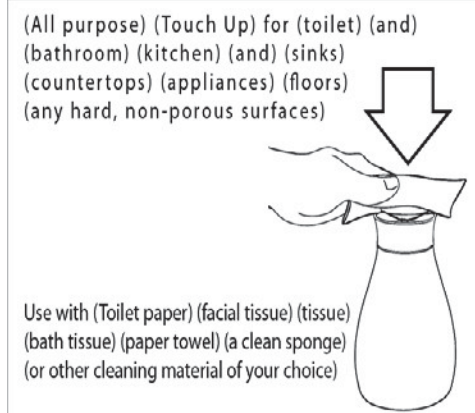 (All purpose) (Touch Up) for (toilet) (and)
(bathroom) (kitchen) (and) (sinks)
(countertops) (appliances) (floors)
(any hard, non-porous surfaces)
Use with (Toilet paper) (facial tissue) (tissue)
(bath tissue) (paper towel) (a clean sponge)
(or other cleaning material of your choice)